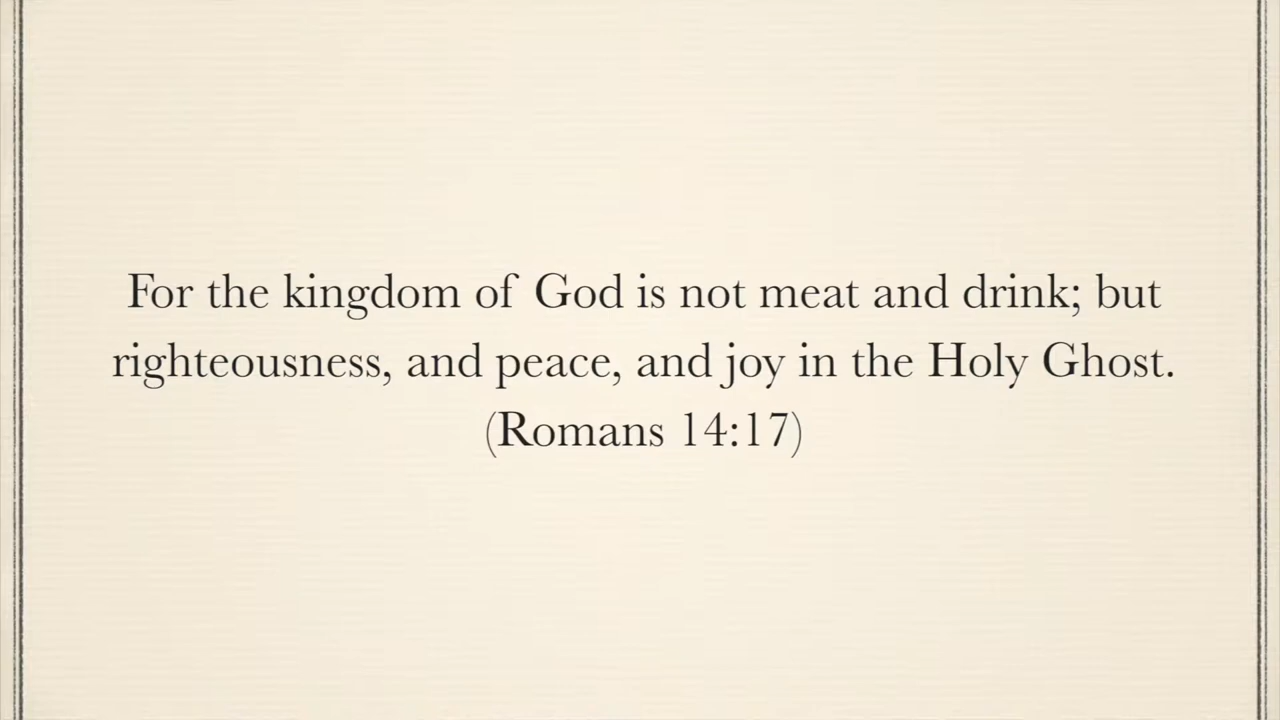 For the kingdom of God is not meat and drink; but
righteousness, and peace, and joy in the Holy Ghost.
(Romans 14:17)